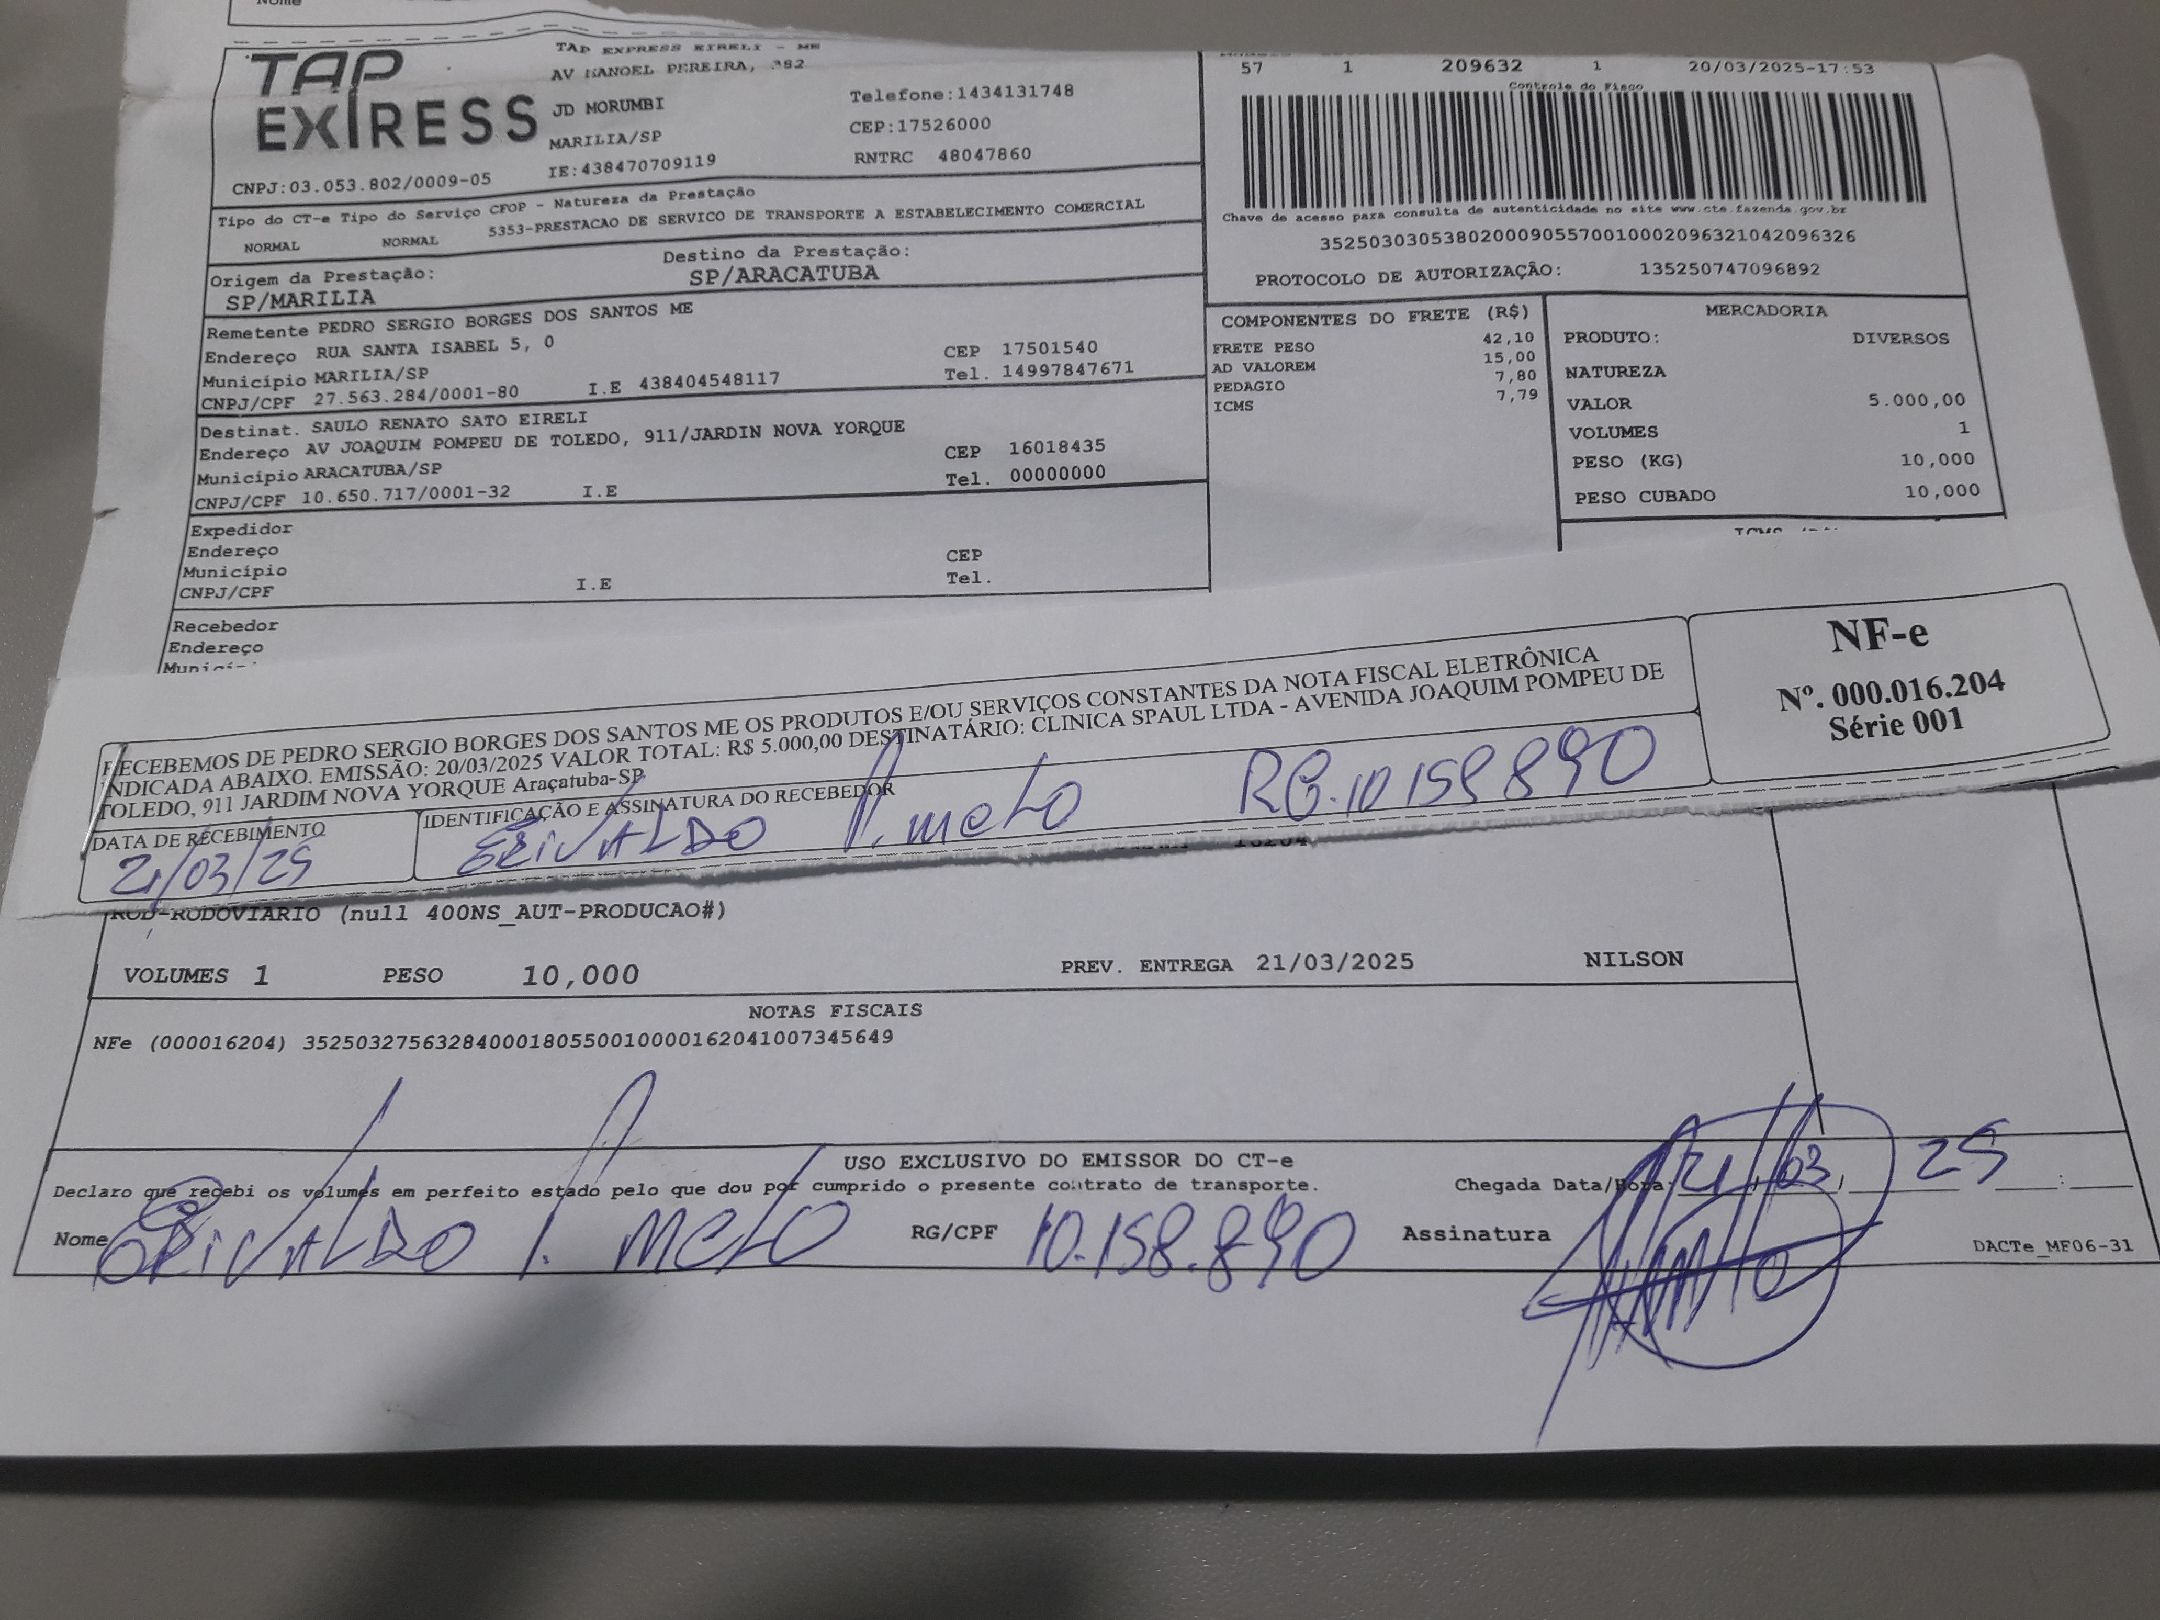 Nome
TAP
EXPRESS
TAP EXPRESS EIRELI - ME
AV MANOEL PEREIRA, 382
JD MORUMBI
MARILIA/SP
IE:438470709119
Telefone:1434131748
CEP:17526000
RNTRC 48047860
CNPJ:03.053.802/0009-05
57 1 209632 1 20/03/2025-17:53
Controle do Fisco
Chave de acesso para consulta de autenticidade no site www.cte.fazenda.gov.br
35250303053802000905570010002096321042096326
PROTOCOLO DE AUTORIZAÇÃO: 135250747096892
Tipo do CT-e Tipo do Serviço CFOP - Natureza da Prestação
NORMAL NORMAL 5353-PRESTACAO DE SERVICO DE TRANSPORTE A ESTABELECIMENTO COMERCIAL
Origem da Prestação: Destino da Prestação:
SP/MARILIA SP/ARACATUBA
Remetente PEDRO SERGIO BORGES DOS SANTOS ME
Endereço RUA SANTA ISABEL 5, 0 CEP 17501540
Município MARILIA/SP Tel. 14997847671
CNPJ/CPF 27.563.284/0001-80 I.E 438404548117
Destinat. SAULO RENATO SATO EIRELI
Endereço AV JOAQUIM POMPEU DE TOLEDO, 911/JARDIN NOVA YORQUE CEP 16018435
Município ARACATUBA/SP Tel. 00000000
CNPJ/CPF 10.650.717/0001-32 I.E
Expedidor
Endereço CEP
Município Tel.
CNPJ/CPF I.E
Recebedor
Endereço
COMPONENTES DO FRETE (R$)
FRETE PESO 42,10
AD VALOREM 15,00
PEDAGIO 7,80
ICMS 7,79
MERCADORIA
PRODUTO: DIVERSOS
NATUREZA
VALOR 5.000,00
VOLUMES 1
PESO (KG) 10,000
PESO CUBADO 10,000
RECEBEMOS DE PEDRO SERGIO BORGES DOS SANTOS ME OS PRODUTOS E/OU SERVIÇOS CONSTANTES DA NOTA FISCAL ELETRÔNICA
INDICADA ABAIXO. EMISSÃO: 20/03/2025 VALOR TOTAL: R$ 5.000,00 DESTINATÁRIO: CLINICA SPAUL LTDA - AVENIDA JOAQUIM POMPEU DE
TOLEDO, 911 JARDIM NOVA YORQUE Araçatuba-SP
DATA DE RECEBIMENTO IDENTIFICAÇÃO E ASSINATURA DO RECEBEDOR
21/03/25 ERIVALDO A. MELO RG.10158890
NF-e
Nº. 000.016.204
Série 001
ROD-RODOVIARIO (null 400NS_AUT-PRODUCAO#)
VOLUMES 1 PESO 10,000 PREV. ENTREGA 21/03/2025 NILSON
NOTAS FISCAIS
NFe (000016204) 35250327563284000180550010000162041007345649
USO EXCLUSIVO DO EMISSOR DO CT-e
Declaro que recebi os volumes em perfeito estado pelo que dou por cumprido o presente contrato de transporte. Chegada Data/Hora: 21/03/25
Nome ERIVALDO A. MELO RG/CPF 10.158.890 Assinatura
DACTe_MF06-31